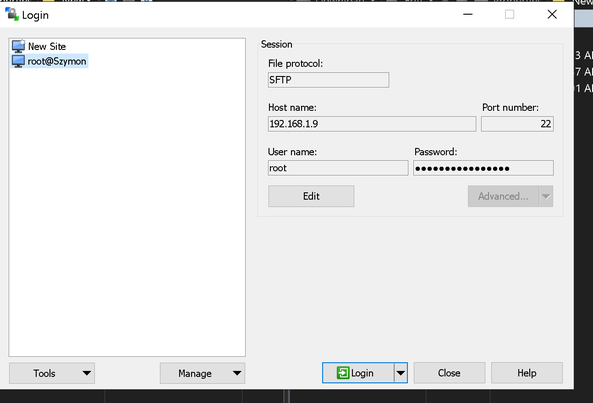 Login
New Site
root@Szymon
Session
File protocol:
SFTP
Host name:
Port number:
192.168.1.9
22
User name:
Password:
root
●●●●●●●●●●●●●●●●
Edit
Advanced...
Tools
Manage
Login
Close
Help
New
3 A
7 A
01 A